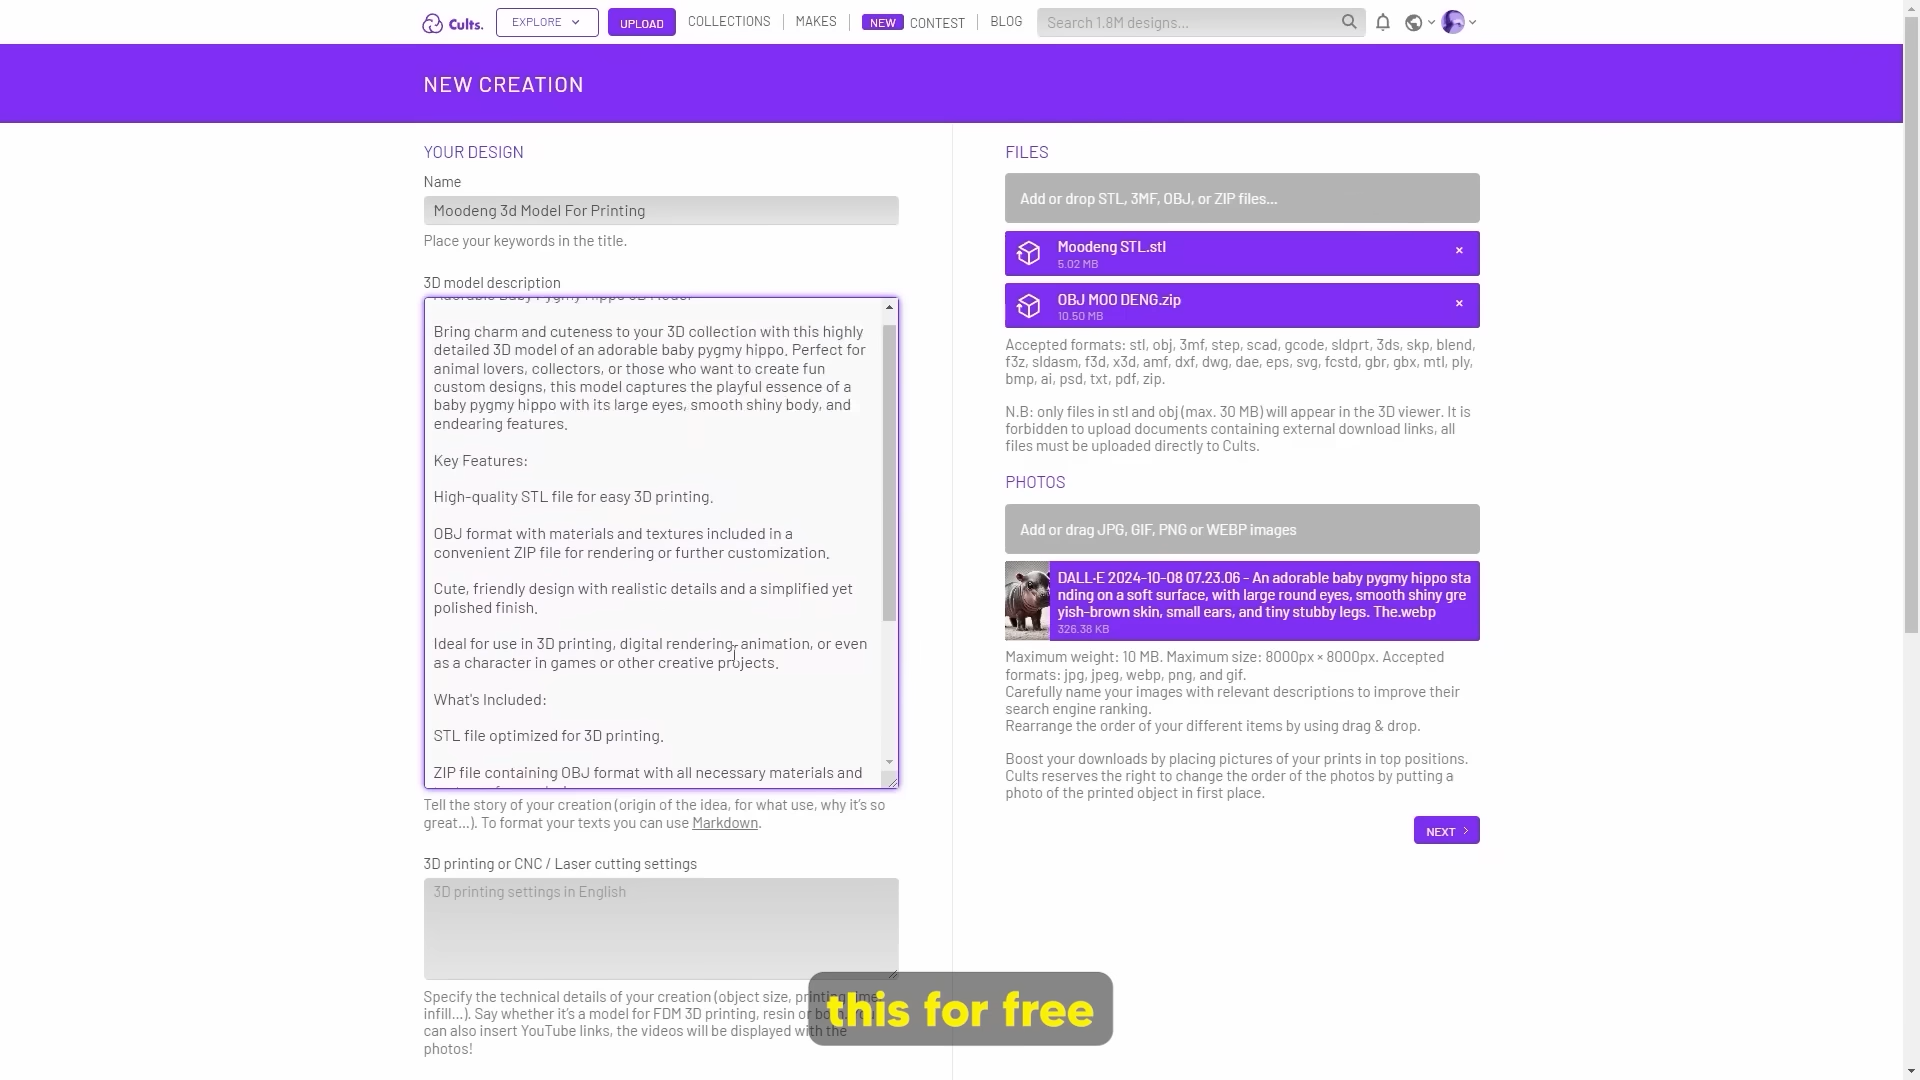 Cults.
EXPLORE
UPLOAD
COLLECTIONS
MAKES
NEW
CONTEST
BLOG
Search 1.8M designs...
NEW CREATION
YOUR DESIGN
Name
Moodeng 3d Model For Printing
Place your keywords in the title.
3D model description
Adorable Baby Pygmy Hippo 3D Model
Bring charm and cuteness to your 3D collection with this highly
detailed 3D model of an adorable baby pygmy hippo. Perfect for
animal lovers, collectors, or those who want to create fun
custom designs, this model captures the playful essence of a
baby pygmy hippo with its large eyes, smooth shiny body, and
endearing features.
Key Features:
High-quality STL file for easy 3D printing.
OBJ format with materials and textures included in a
convenient ZIP file for rendering or further customization.
Cute, friendly design with realistic details and a simplified yet
polished finish.
Ideal for use in 3D printing, digital rendering, animation, or even
as a character in games or other creative projects.
What's Included:
STL file optimized for 3D printing.
ZIP file containing OBJ format with all necessary materials and
Tell the story of your creation (origin of the idea, for what use, why it's so
great...). To format your texts you can use Markdown.
3D printing or CNC / Laser cutting settings
3D printing settings in English
Specify the technical details of your creation (object size, printing
infill...). Say whether it's a model for FDM 3D printing, resin or
can also insert YouTube links, the videos will be displayed with the
photos!
FILES
Add or drop STL, 3MF, OBJ, or ZIP files...
Moodeng STL.stl
5.02 MB
×
OBJ MOO DENG.zip
10.50 MB
×
Accepted formats: stl, obj, 3mf, step, scad, gcode, sldprt, 3ds, skp, blend,
f3z, sldasm, f3d, x3d, amf, dxf, dwg, dae, eps, svg, fcstd, gbr, gbx, mtl, ply,
bmp, ai, psd, txt, pdf, zip.
N.B: only files in stl and obj (max. 30 MB) will appear in the 3D viewer. It is
forbidden to upload documents containing external download links, all
files must be uploaded directly to Cults.
PHOTOS
Add or drag JPG, GIF, PNG or WEBP images
DALL·E 2024-10-08 07.23.06 - An adorable baby pygmy hippo sta
nding on a soft surface, with large round eyes, smooth shiny gre
yish-brown skin, small ears, and tiny stubby legs. The.webp
326.38 KB
Maximum weight: 10 MB. Maximum size: 8000px × 8000px. Accepted
formats: jpg, jpeg, webp, png, and gif.
Carefully name your images with relevant descriptions to improve their
search engine ranking.
Rearrange the order of your different items by using drag & drop.
Boost your downloads by placing pictures of your prints in top positions.
Cults reserves the right to change the order of the photos by putting a
photo of the printed object in first place.
NEXT
this for free